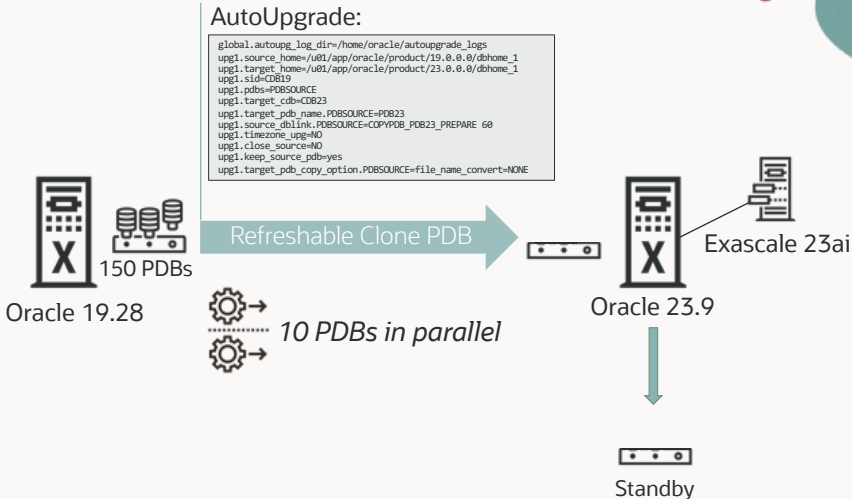 AutoUpgrade:
global.autoupg_log_dir=/home/oracle/autoupgrade_logs
upg1.source_home=/u01/app/oracle/product/19.0.0.0/dbhome_1
upg1.target_home=/u01/app/oracle/product/23.0.0.0/dbhome_1
upg1.sid=CDB19
upg1.pdbs=PDBSOURCE
upg1.target_cdb=CDB23
upg1.target_pdb_name.PDBSOURCE=PDB23
upg1.source_dblink.PDBSOURCE=COPYPDB_PDB23_PREPARE 60
upg1.timezone_upg=NO
upg1.close_source=NO
upg1.keep_source_pdb=yes
upg1.target_pdb_copy_option.PDBSOURCE=file_name_convert=NONE
X
150 PDBs
Oracle 19.28
Refreshable Clone PDB
10 PDBs in parallel
X
Oracle 23.9
Exascale 23ai
Standby